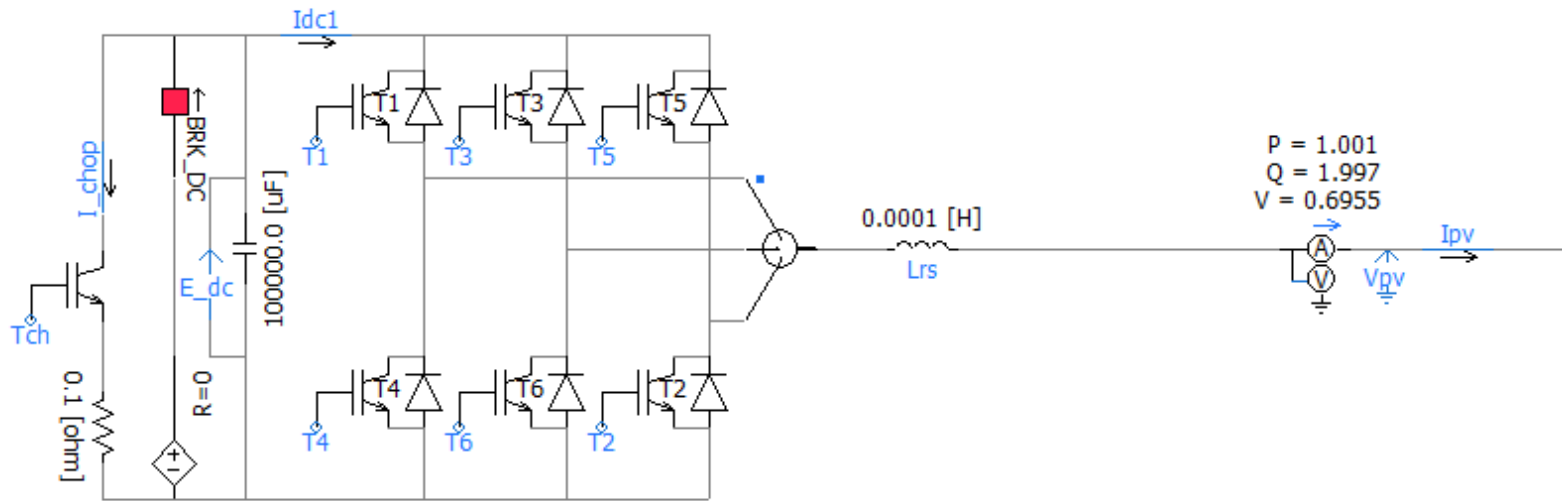 Idc1
I_chop
←BRK_DC
E_dc
100000.0 [uF]
Tch
0.1 [ohm]
R=0
+
-
T1
T3
T5
T1
T3
T5
T4
T6
T2
T4
T6
T2
0.0001 [H]
Lrs
P = 1.001
Q = 1.997
V = 0.6955
A
V
Vpv
Ipv